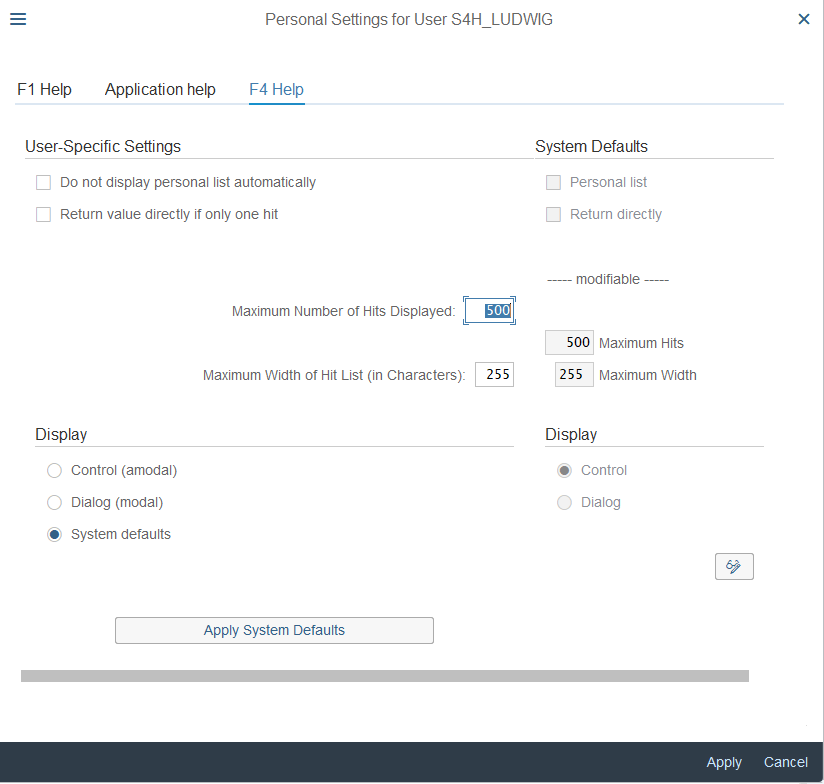 Personal Settings for User S4H_LUDWIG
F1 Help Application help F4 Help
User-Specific Settings System Defaults
Do not display personal list automatically Personal list
Return value directly if only one hit Return directly
----- modifiable -----
Maximum Number of Hits Displayed: 500
500 Maximum Hits
Maximum Width of Hit List (in Characters): 255 255 Maximum Width
Display Display
Control (amodal) Control
Dialog (modal) Dialog
System defaults
Apply System Defaults
Apply Cancel